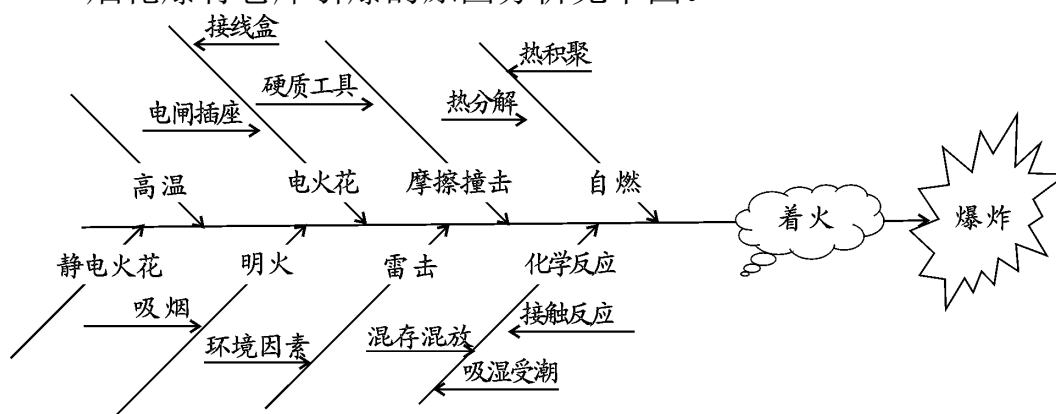 接线盒
热积聚
硬质工具
热分解
电闸插座
高温
电火花
摩擦撞击
自燃
着火
爆炸
静电火花
明火
雷击
化学反应
吸烟
接触反应
环境因素
混存混放
吸湿受潮